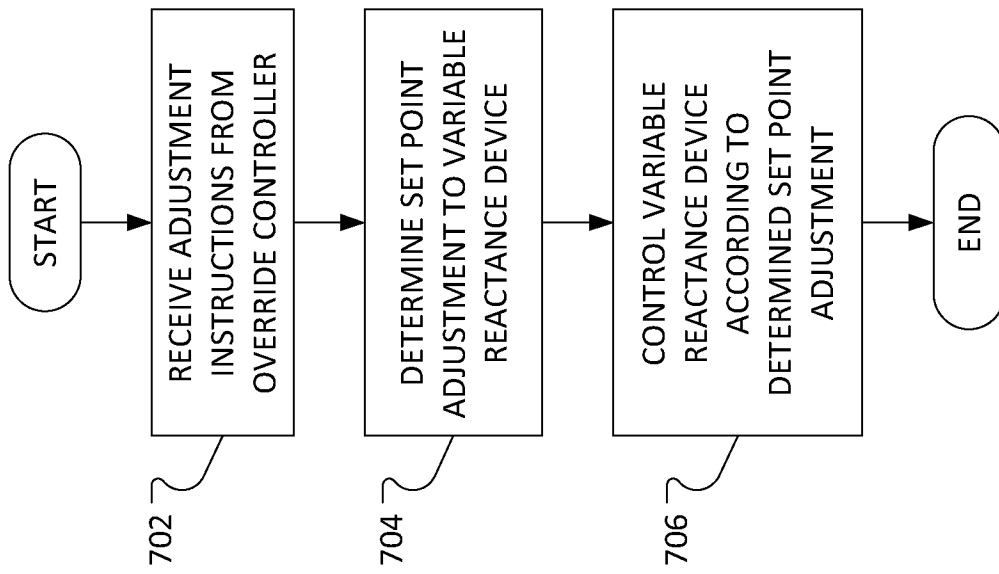 START
702
RECEIVE ADJUSTMENT
INSTRUCTIONS FROM
OVERRIDE CONTROLLER
704
DETERMINE SET POINT
ADJUSTMENT TO VARIABLE
REACTANCE DEVICE
706
CONTROL VARIABLE
REACTANCE DEVICE
ACCORDING TO
DETERMINED SET POINT
ADJUSTMENT
END